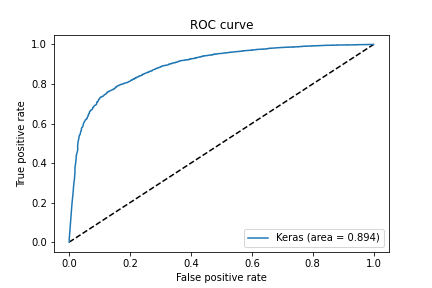 ROC curve
1.0
0.8
0.6
0.4
0.2
0.0
True positive rate
Keras (area = 0.894)
0.0 0.2 0.4 0.6 0.8 1.0
False positive rate